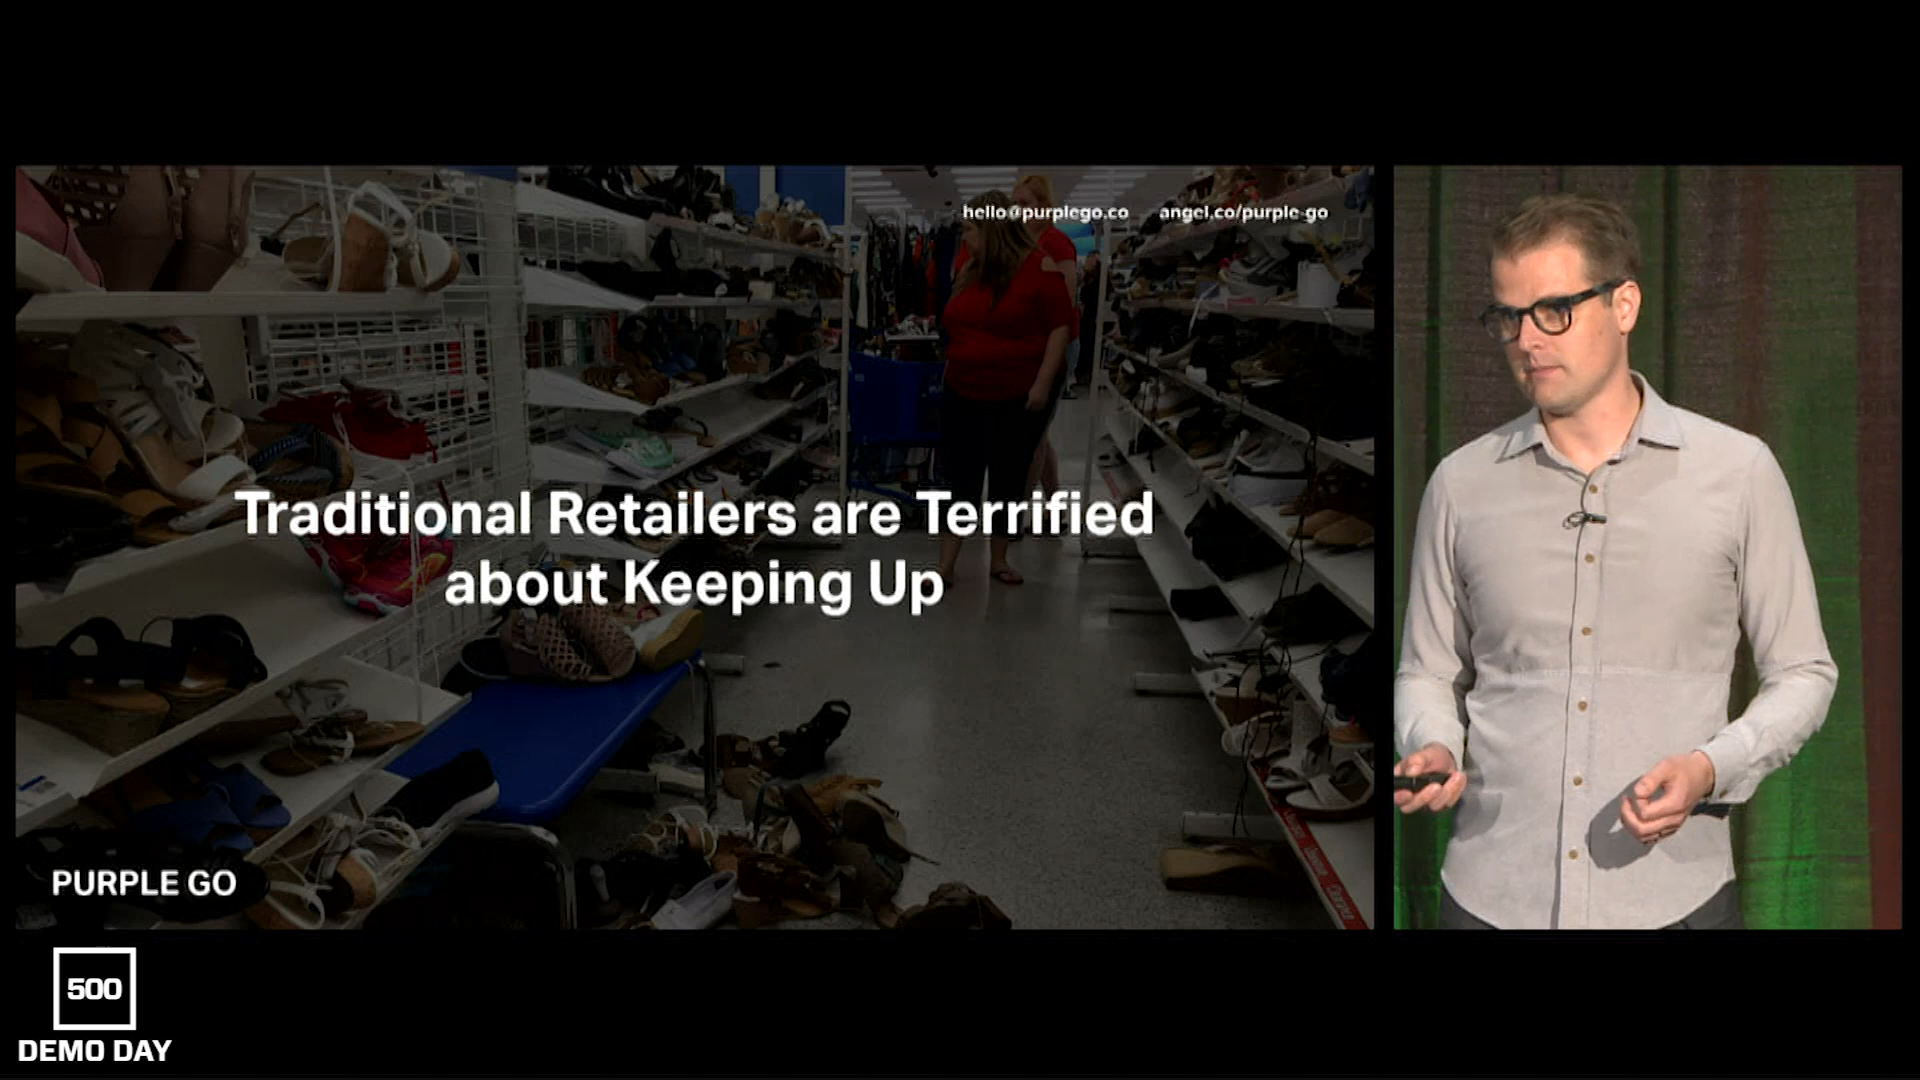 hello@purplego.co angel.co/purple-go
Traditional Retailers are Terrified
about Keeping Up
PURPLE GO
500
DEMO DAY